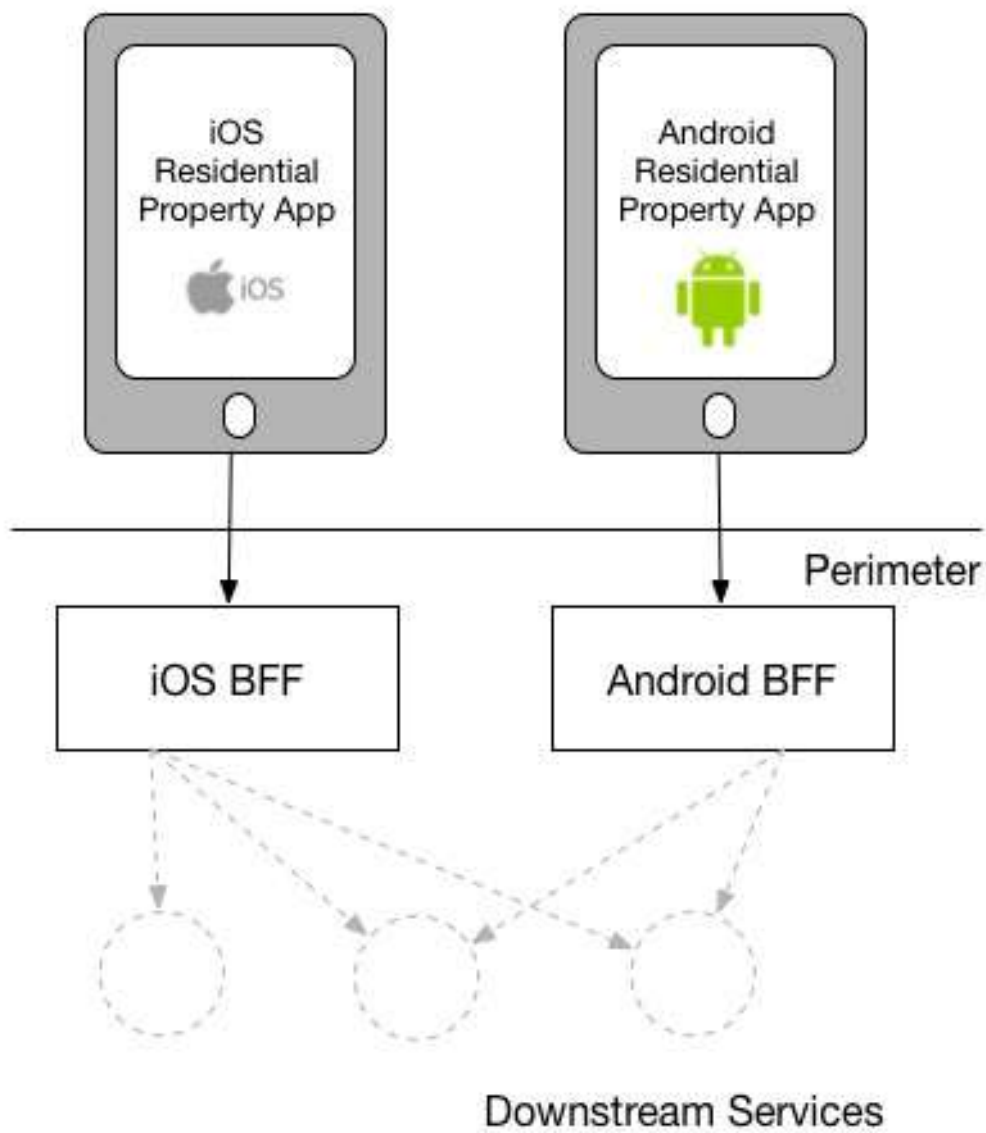 iOS
Residential
Property App
iOS
Android
Residential
Property App
Perimeter
iOS BFF
Android BFF
Downstream Services